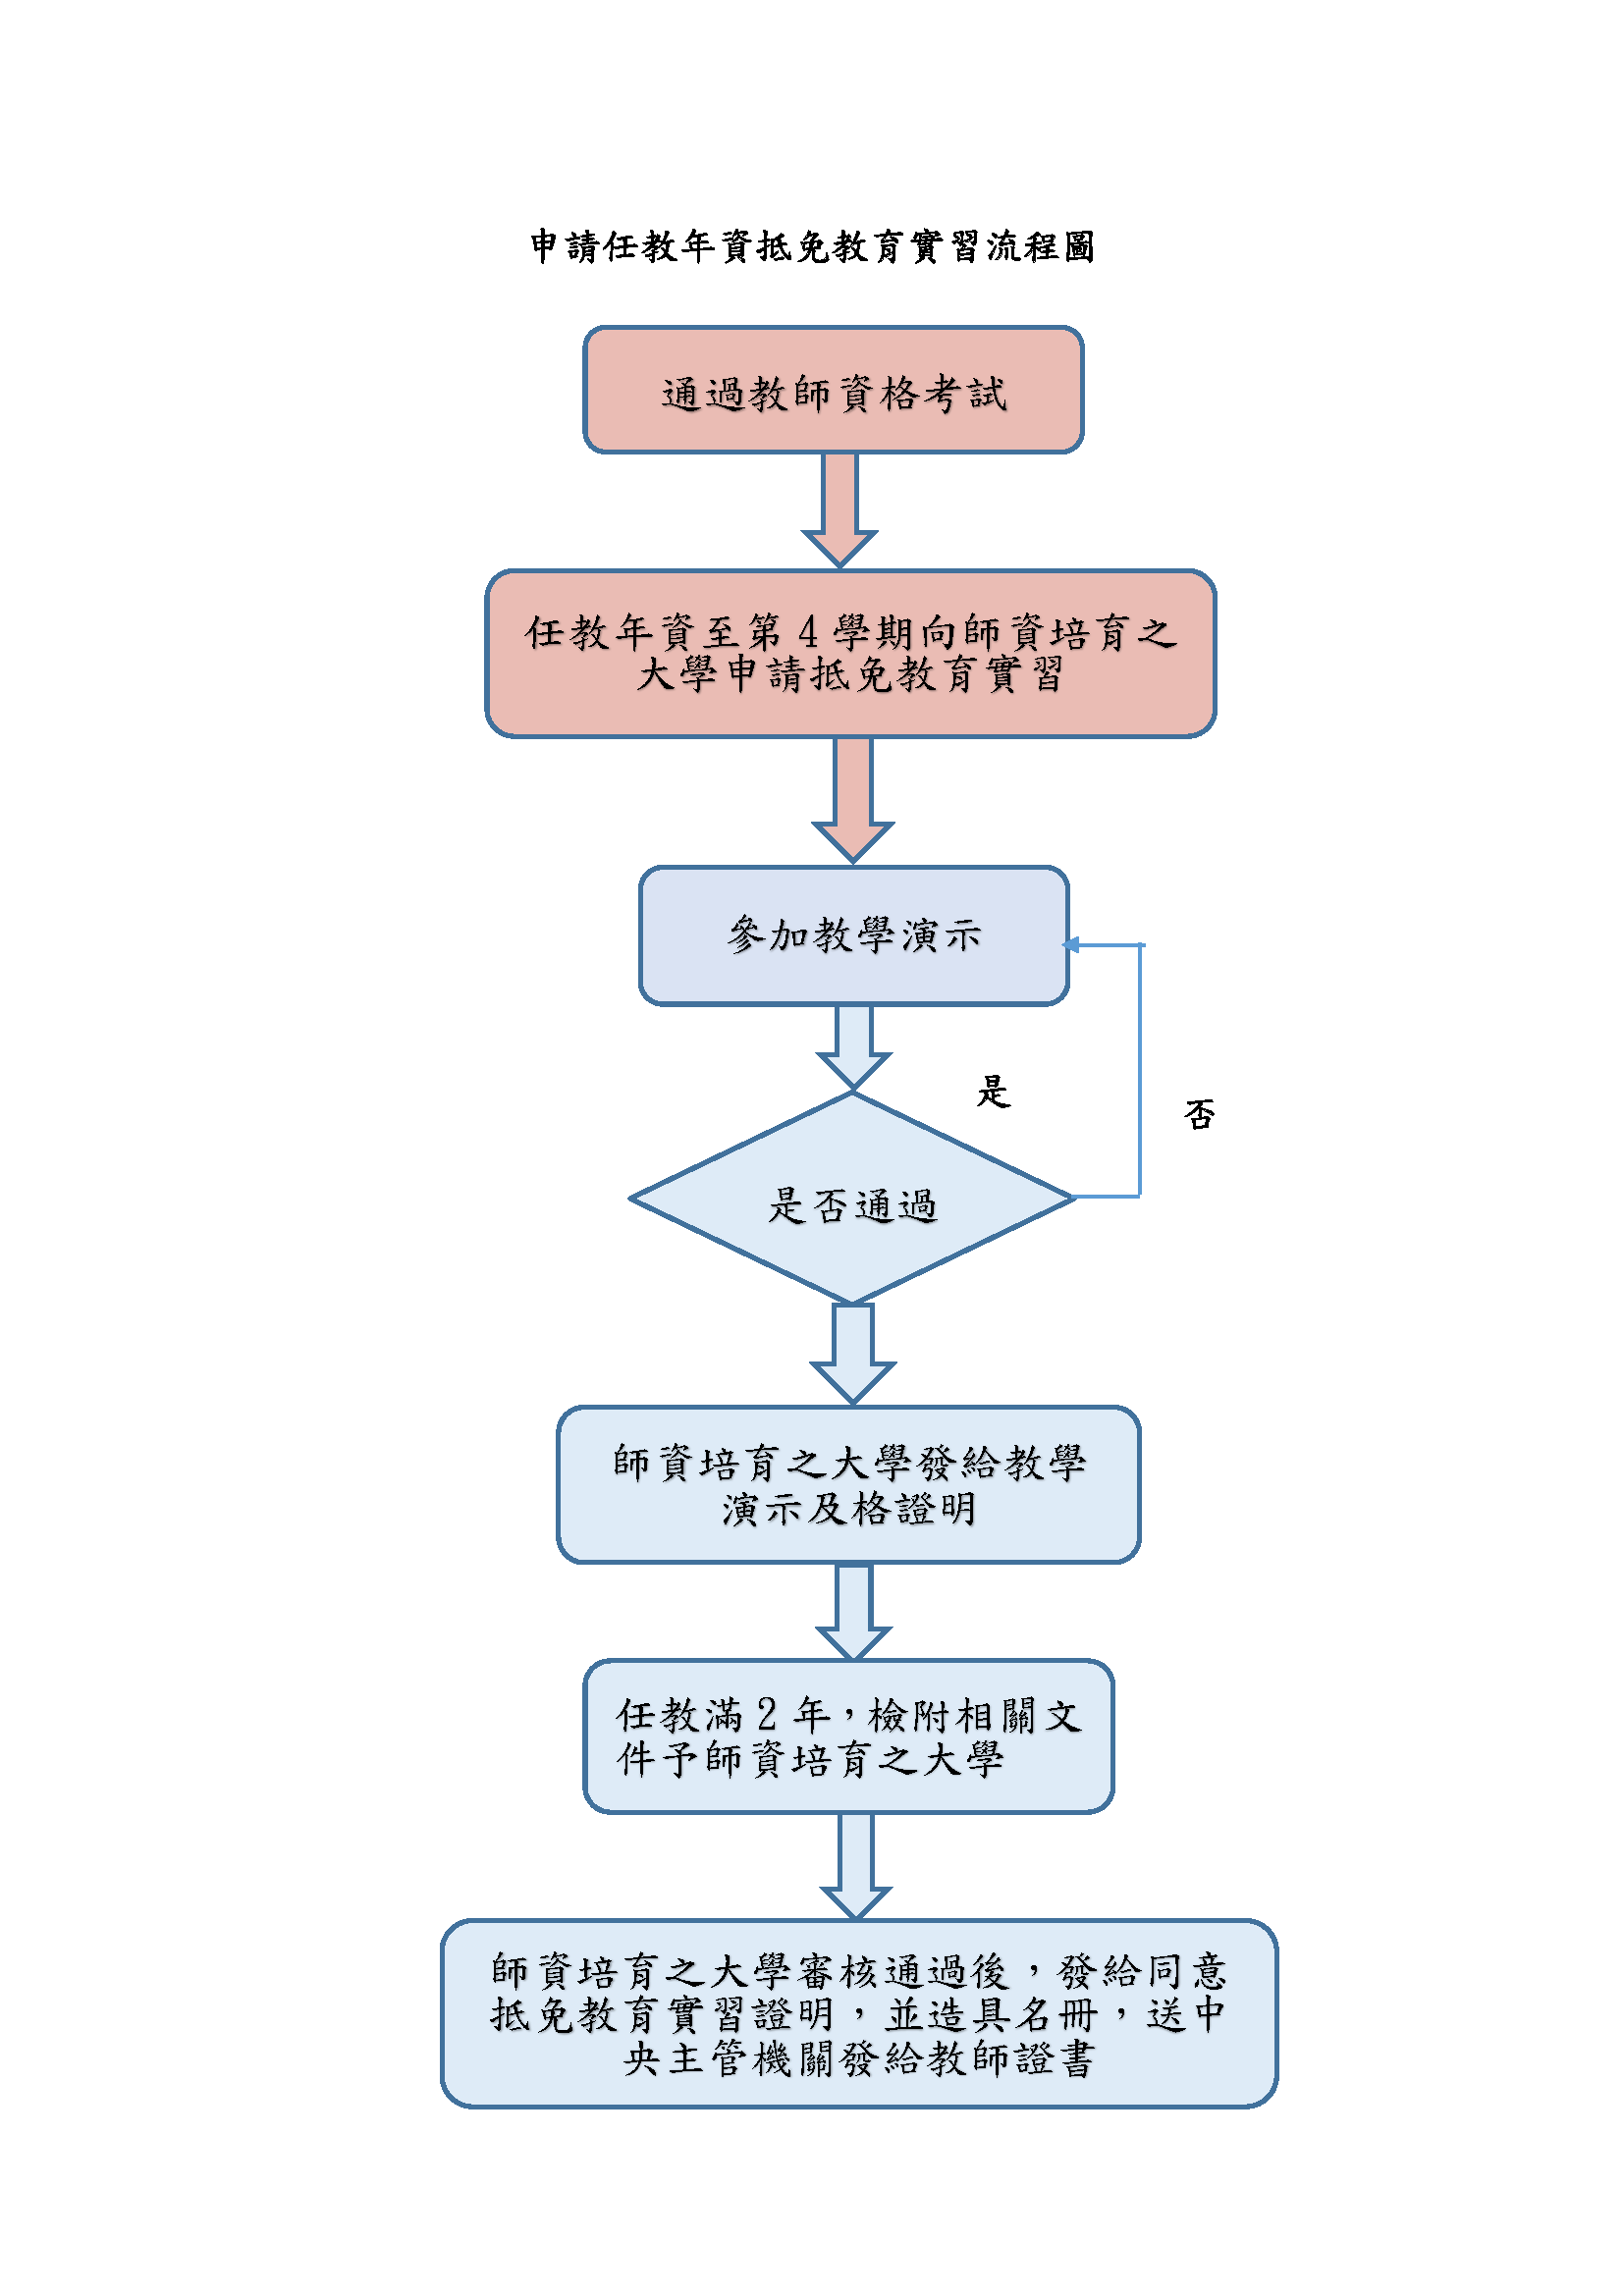 申請任教年資抵免教育實習流程圖
通過教師資格考試
任教年資至第 4 學期向師資培育之
大學申請抵免教育實習
參加教學演示
是
否
是否通過
師資培育之大學發給教學
演示及格證明
任教滿 2 年，檢附相關文
件予師資培育之大學
師資培育之大學審核通過後，發給同意
抵免教育實習證明，並造具名冊，送中
央主管機關發給教師證書